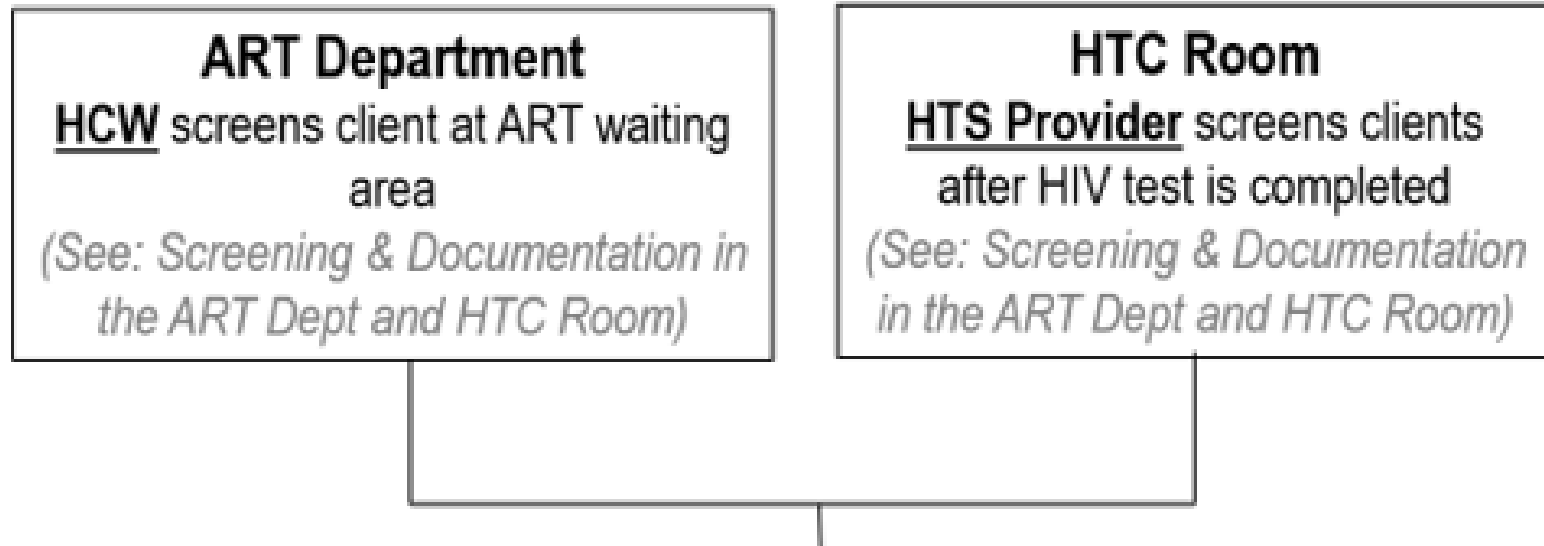 ART Department
HCW screens client at ART waiting
area
(See: Screening & Documentation in
the ART Dept and HTC Room)
HTC Room
HTS Provider screens clients
after HIV test is completed
(See: Screening & Documentation
in the ART Dept and HTC Room)